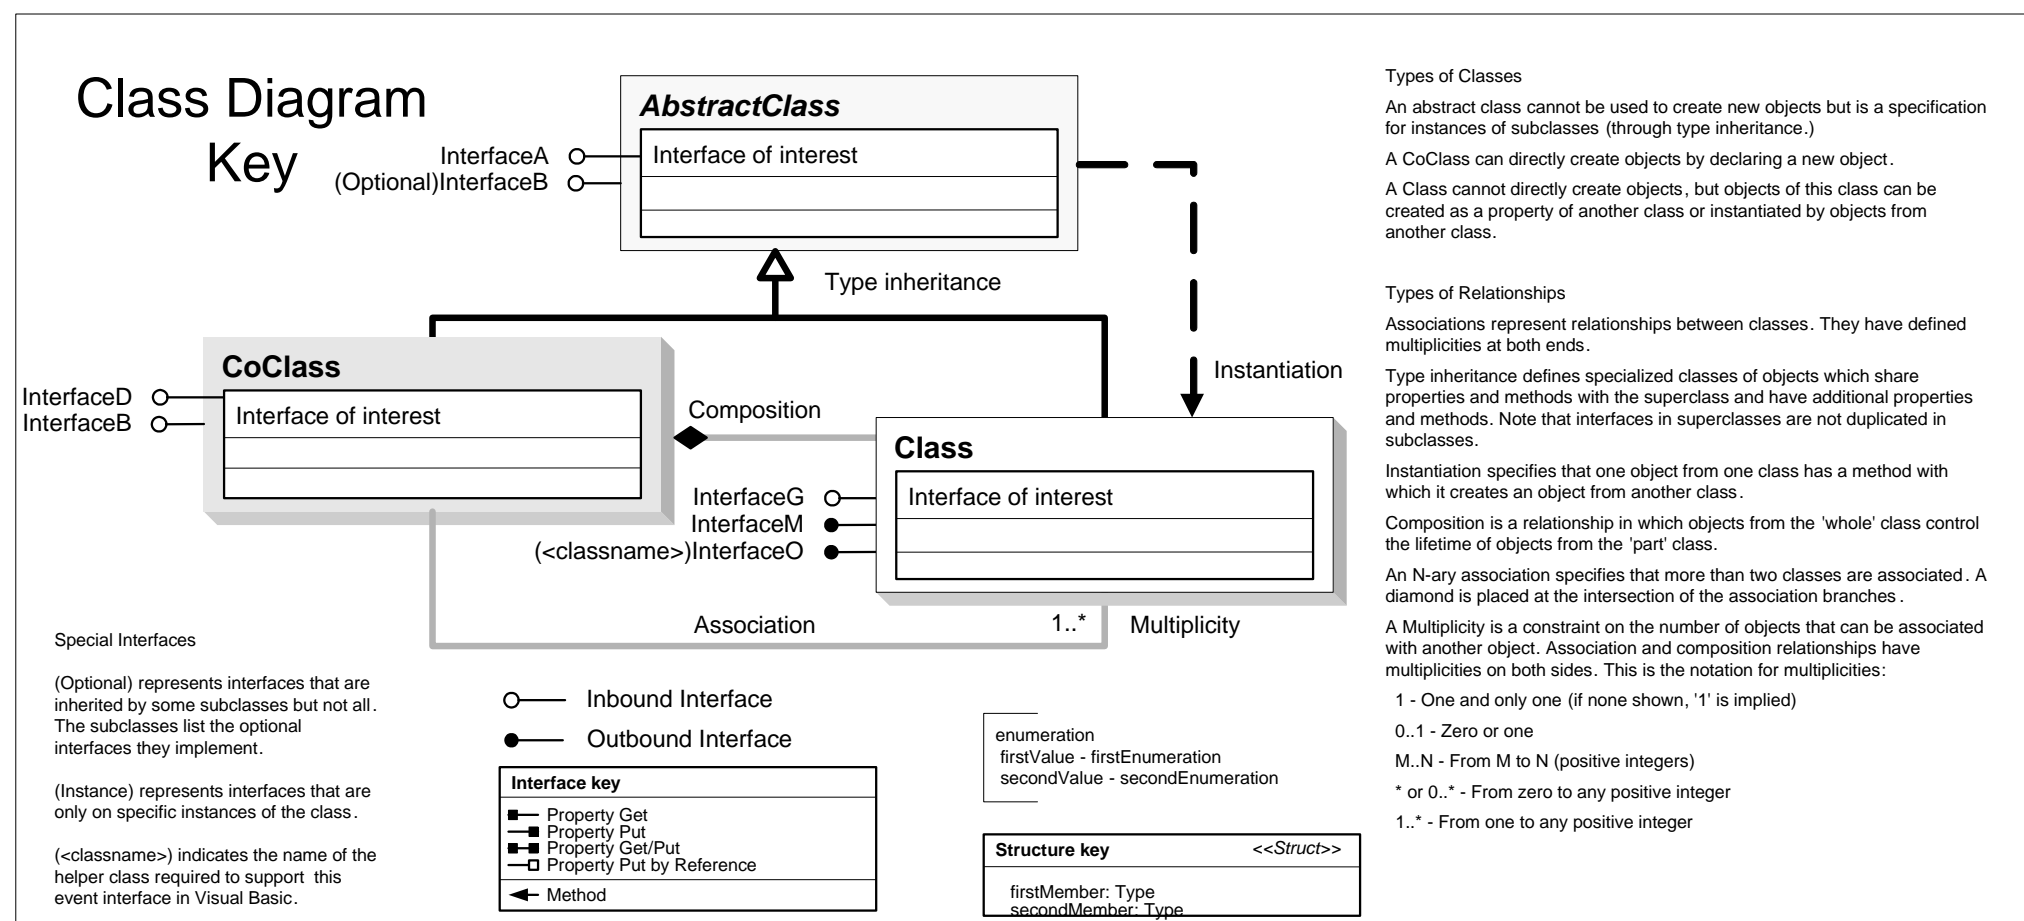 Class Diagram
Key
AbstractClass
Interface of interest
InterfaceA
(Optional)InterfaceB
Type inheritance
Instantiation
CoClass
Interface of interest
InterfaceD
InterfaceB
Composition
Class
Interface of interest
InterfaceG
InterfaceM
(<classname>)InterfaceO
Association
1..*
Multiplicity
Special Interfaces
(Optional) represents interfaces that are
inherited by some subclasses but not all.
The subclasses list the optional
interfaces they implement.
(Instance) represents interfaces that are
only on specific instances of the class.
(<classname>) indicates the name of the
helper class required to support this
event interface in Visual Basic.
Inbound Interface
Outbound Interface
Interface key
Property Get
Property Put
Property Get/Put
Property Put by Reference
Method
enumeration
firstValue - firstEnumeration
secondValue - secondEnumeration
Structure key <<Struct>>
firstMember: Type
secondMember: Type
Types of Classes
An abstract class cannot be used to create new objects but is a specification
for instances of subclasses (through type inheritance.)
A CoClass can directly create objects by declaring a new object.
A Class cannot directly create objects, but objects of this class can be
created as a property of another class or instantiated by objects from
another class.
Types of Relationships
Associations represent relationships between classes. They have defined
multiplicities at both ends.
Type inheritance defines specialized classes of objects which share
properties and methods with the superclass and have additional properties
and methods. Note that interfaces in superclasses are not duplicated in
subclasses.
Instantiation specifies that one object from one class has a method with
which it creates an object from another class.
Composition is a relationship in which objects from the 'whole' class control
the lifetime of objects from the 'part' class.
An N-ary association specifies that more than two classes are associated. A
diamond is placed at the intersection of the association branches.
A Multiplicity is a constraint on the number of objects that can be associated
with another object. Association and composition relationships have
multiplicities on both sides. This is the notation for multiplicities:
1 - One and only one (if none shown, '1' is implied)
0..1 - Zero or one
M..N - From M to N (positive integers)
* or 0..* - From zero to any positive integer
1..* - From one to any positive integer